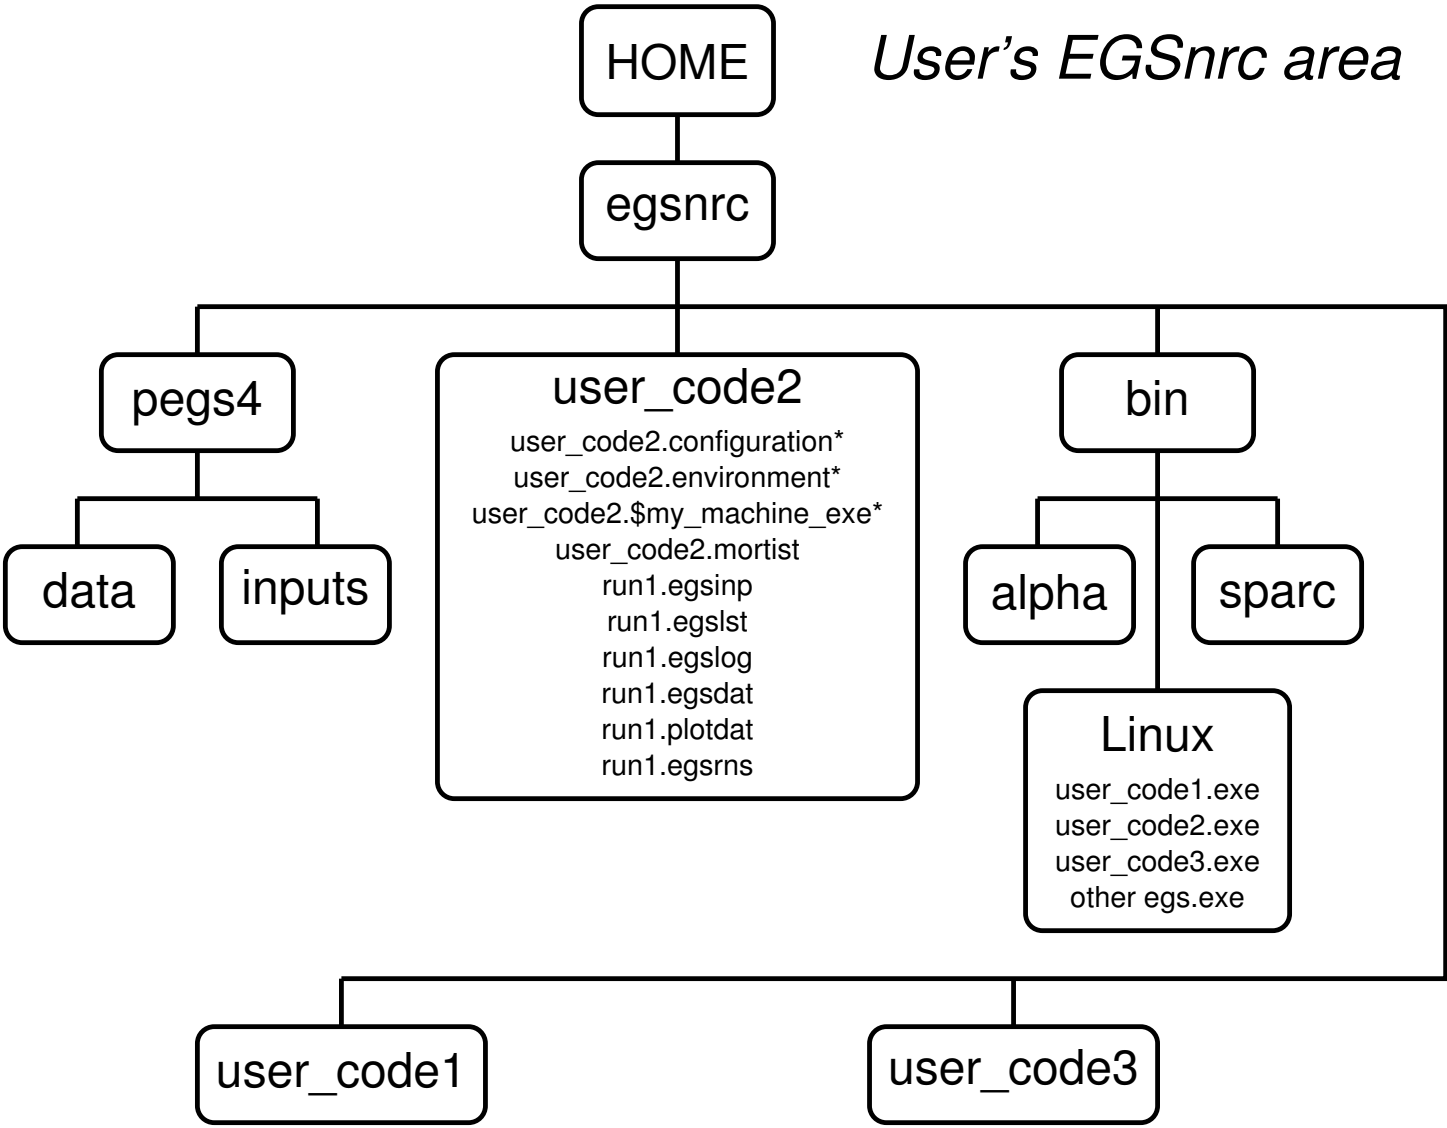 HOME
User's EGSnrc area
egsnrc
pegs4
user_code2
user_code2.configuration*
user_code2.environment*
user_code2.$my_machine_exe*
user_code2.mortist
run1.egsinp
run1.egslst
run1.egslog
run1.egsdat
run1.plotdat
run1.egsrns
bin
data
inputs
alpha
sparc
Linux
user_code1.exe
user_code2.exe
user_code3.exe
other egs.exe
user_code1
user_code3